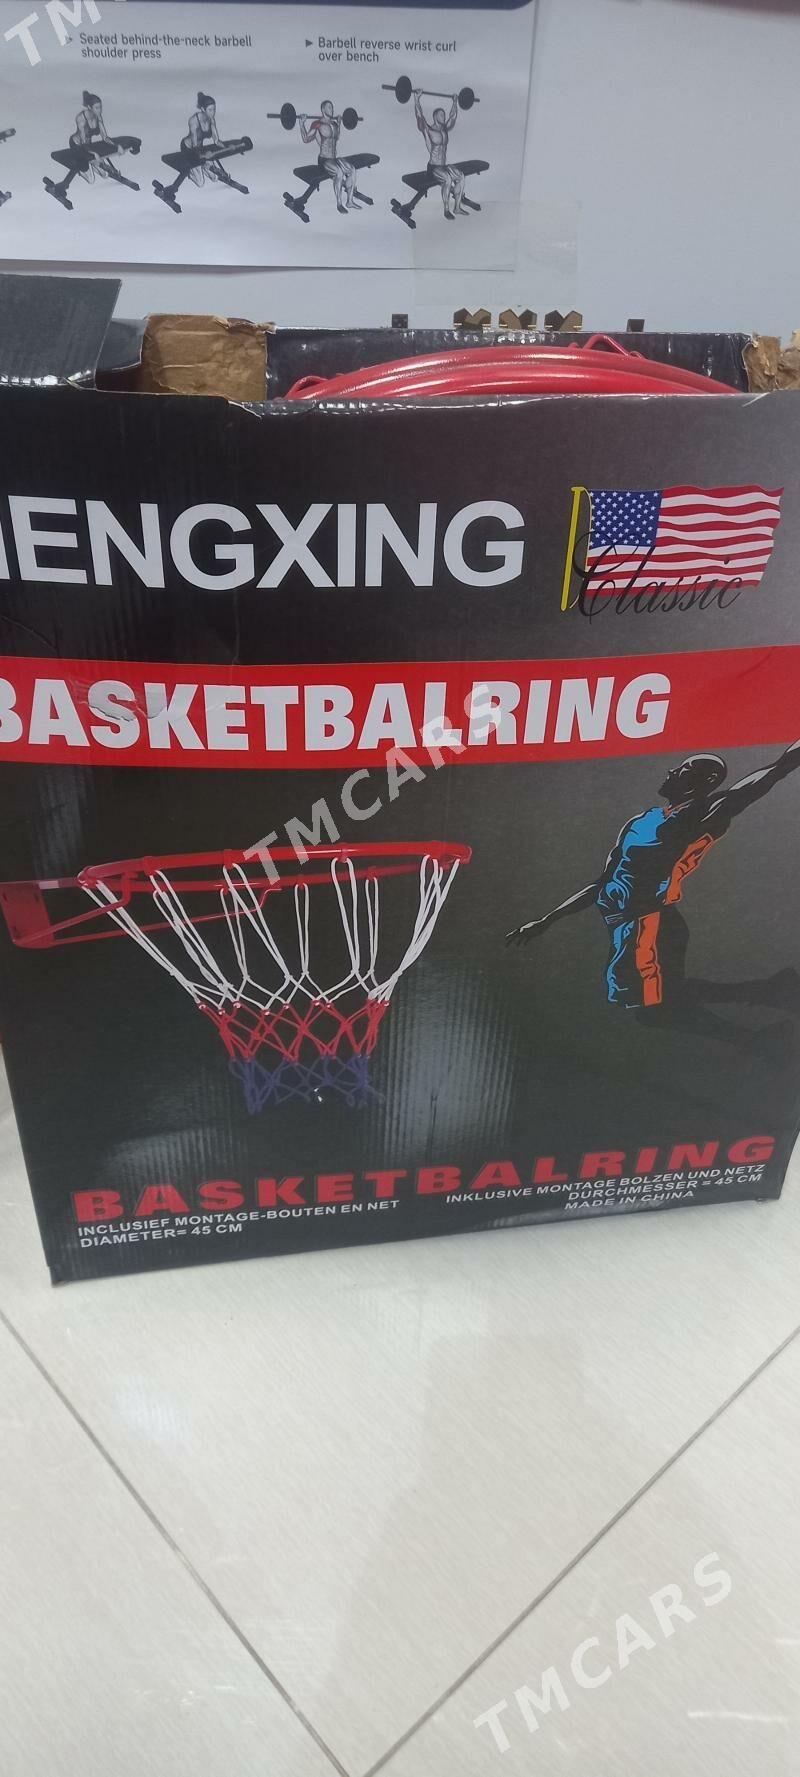 TM
Seated behind-the-neck barbell
shoulder press
Barbell reverse wrist curl
over bench
ENGXING
Classic
BASKETBALRING
TMCARS
BASKETBALRING
INCLUSIEF MONTAGE-BOUTEN EN NET
DIAMETER= 45 CM
INKLUSIVE MONTAGE BOLZEN UND NETZ
DURCHMESSER = 45 CM
MADE IN CHINA
TMCARS